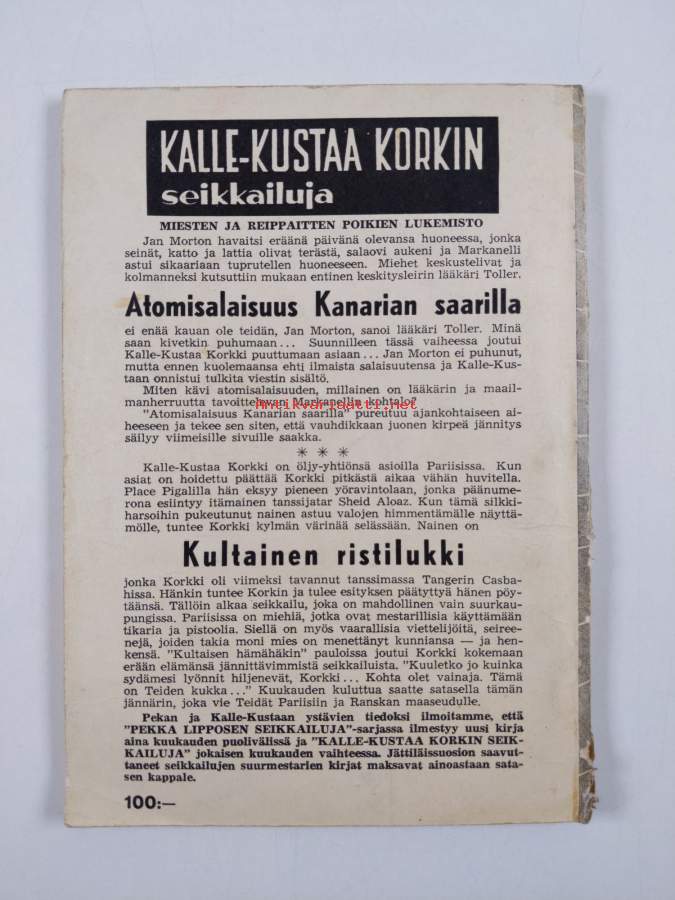 KALLE-KUSTAA KORKIN
seikkailuja
MIESTEN JA REIPPAITTEN POIKIEN LUKEMISTO
Jan Morton havaitsi eräänä päivänä olevansa huoneessa, jonka
seinät, katto ja lattia olivat terästä, salaovi aukeni ja Markanelli
astui sikaariaan tuprutellen huoneeseen. Miehet keskustelivat ja
kolmanneksi kutsuttiin mukaan entinen keskitysleirin lääkäri Toller.
Atomisalaisuus Kanarian saarilla
ei enää kauan ole teidän, Jan Morton, sanoi lääkäri Toller. Minä
saan kivetkin puhumaan... Suunnilleen tässä vaiheessa joutui
Kalle-Kustaa Korkki puuttumaan asiaan... Jan Morton ei puhunut,
mutta ennen kuolemaansa ehti ilmaista salaisuutensa ja Kalle-Kus-
taan onnistui tulkita viestin sisältö.
Miten kävi atomisalaisuuden, millainen on lääkärin ja maail-
manherruutta tavoittelevan Markanellin kohtalo?
Antikvariaatti.net
"Atomisalaisuus Kanarian saarilla" pureutuu ajankohtaiseen ai-
heeseen ja tekee sen siten, että vauhdikkaan juonen kirpeä jännitys
säilyy viimeisille sivuille saakka.
* * *
Kalle-Kustaa Korkki on öljy-yhtiönsä asioilla Pariisissa. Kun
asiat on hoidettu päättää Korkki pitkästä aikaa vähän huvitella.
Place Pigalilla hän eksyy pieneen yöravintolaan, jonka päänume-
rona esiintyy itämainen tanssijatar Sheid Aloaz. Kun tämä silkki-
harsoihin pukeutunut nainen astuu valojen himmentämälle näyttä-
mölle, tuntee Korkki kylmän värinää selässään. Nainen on
Kultainen ristilukki
jonka Korkki oli viimeksi tavannut tanssimassa Tangerin Casba-
hissa. Hänkin tuntee Korkin ja tulee esityksen päätyttyä hänen pöy-
täänsä. Tällöin alkaa seikkailu, joka on mahdollinen vain suurkau-
pungissa. Pariisissa on miehiä, jotka ovat mestarillisia käyttämään
tikaria ja pistoolia. Siellä on myös vaarallisia viettelijöitä, seiree-
nejä, joiden takia moni mies on menettänyt kunniansa — ja hen-
kensä. "Kultaisen hämähäkin" pauloissa joutui Korkki kokemaan
erään elämänsä jännittävimmistä seikkailuista. "Kuuletko jo kuinka
sydämesi lyönnit hiljenevät, Korkki... Kohta olet vainaja. Tämä
on Teiden kukka..." Kuukauden kuluttua saatte satasella tämän
jännärin, joka vie Teidät Pariisiin ja Ranskan maaseudulle.
Pekan ja Kalle-Kustaan ystävien tiedoksi ilmoitamme, että
"PEKKA LIPPOSEN SEIKKAILUJA"-sarjassa ilmestyy uusi kirja
aina kuukauden puolivälissä ja "KALLE-KUSTAA KORKIN SEIK-
KAILUJA" jokaisen kuukauden vaihteessa. Jättiläissuosion saavut-
taneet seikkailujen suurmestarien kirjat maksavat ainoastaan sata-
sen kappale.
100:—